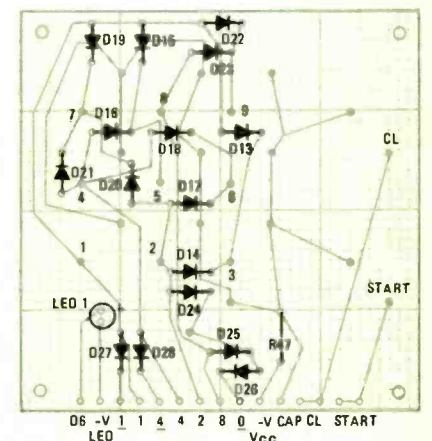 D22
D19 D15
D23
7 8 9
D16 D18 D13
CL
D21 D20 D17
4 5 6
1 2 3
D14
D24
START
LED 1
D27 D28 D25 R47
D26
D6 -V 1 1 4 4 2 8 0 -V CAP CL START
LED Vcc